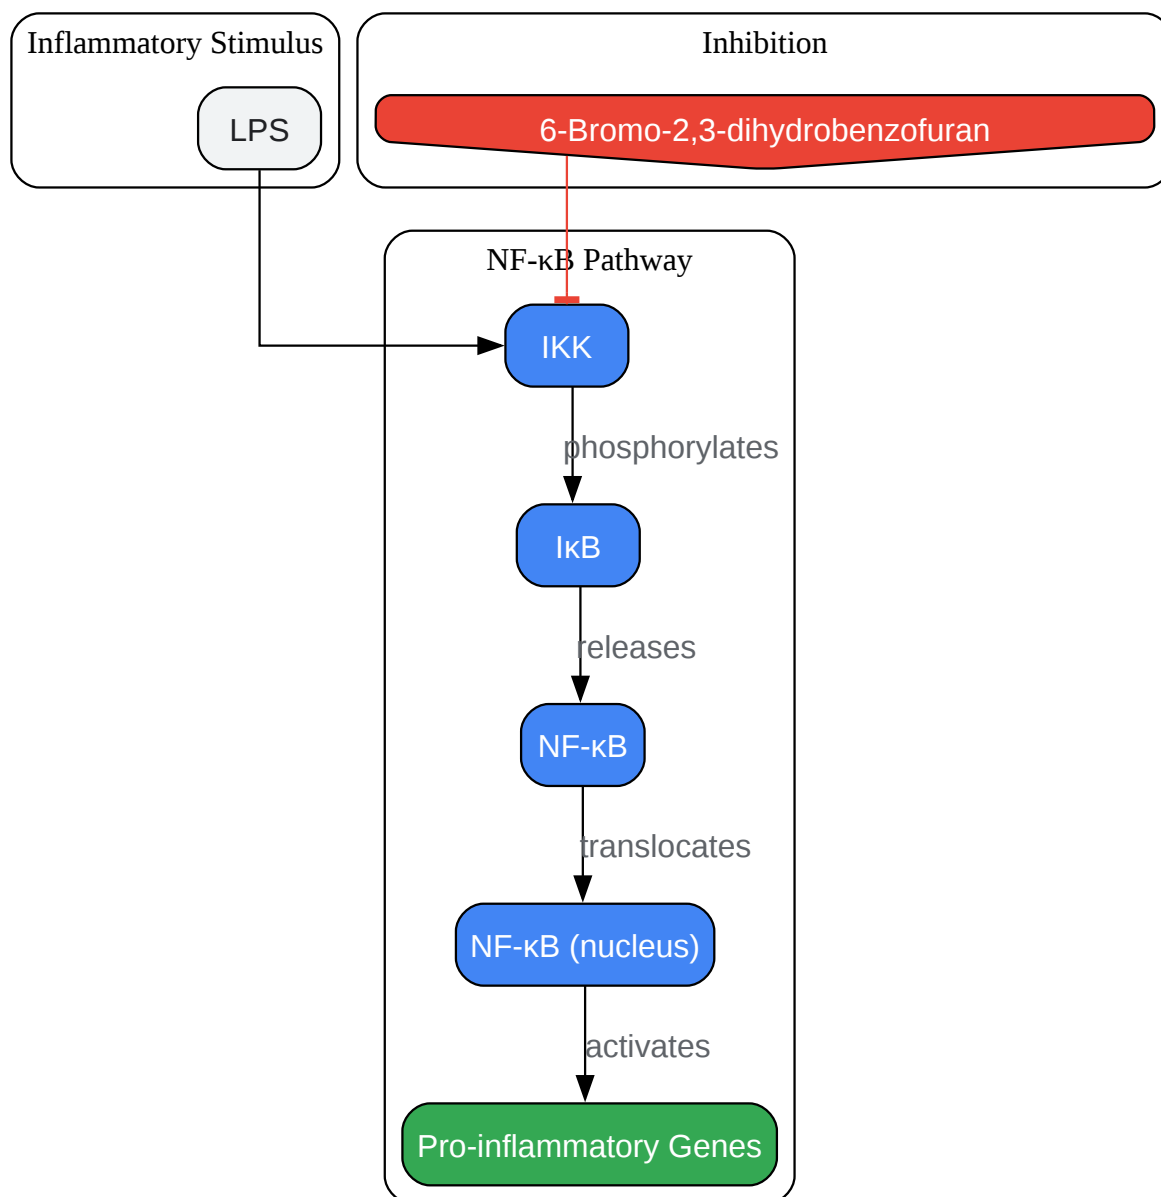 Inflammatory Stimulus
Inhibition
LPS
6-Bromo-2,3-dihydrobenzofuran
NF-κB Pathway
IKK
phosphorylates
IκB
releases
NF-κB
translocates
NF-κB (nucleus)
activates
Pro-inflammatory Genes